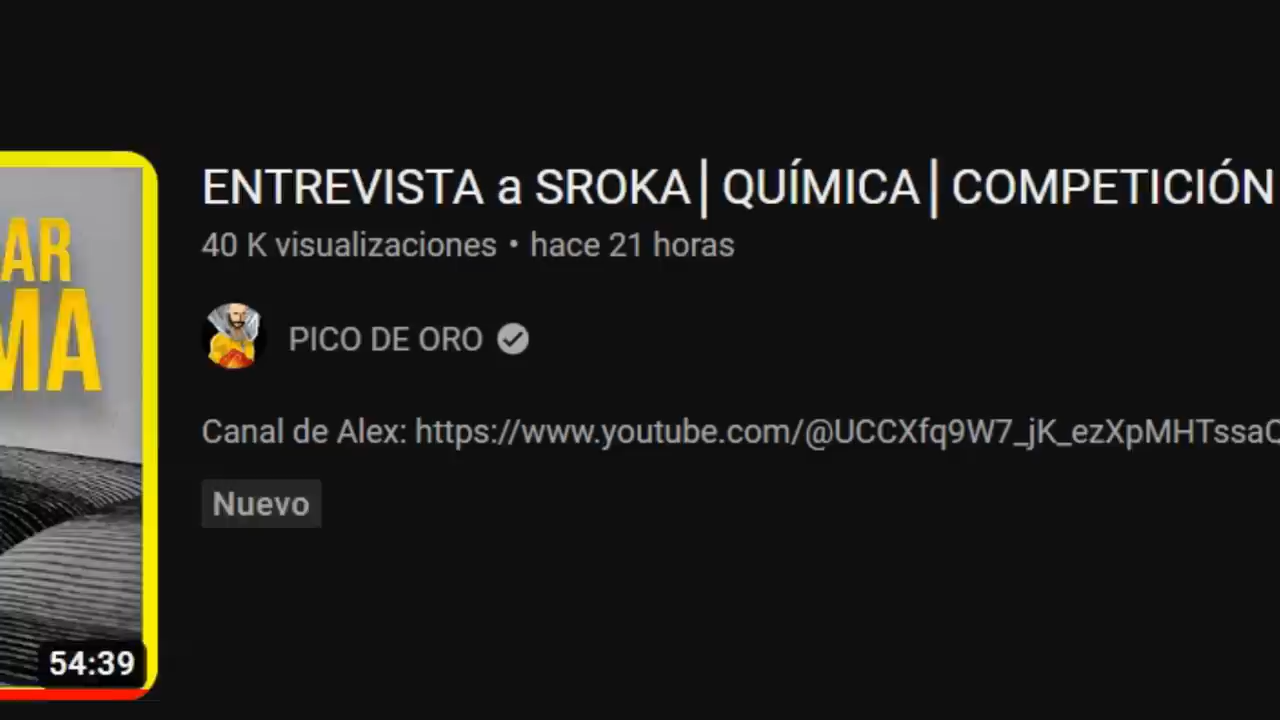 ENTREVISTA a SROKA│QUÍMICA│COMPETICIÓN
40 K visualizaciones • hace 21 horas
PICO DE ORO
Canal de Alex: https://www.youtube.com/@UCCXfq9W7_jK_ezXpMHTssa
Nuevo
AR
MA
54:39